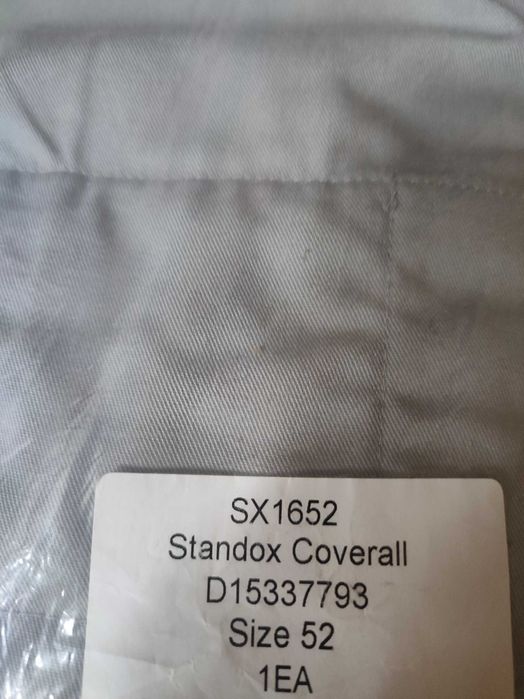 SX1652
Standox Coverall
D15337793
Size 52
1EA